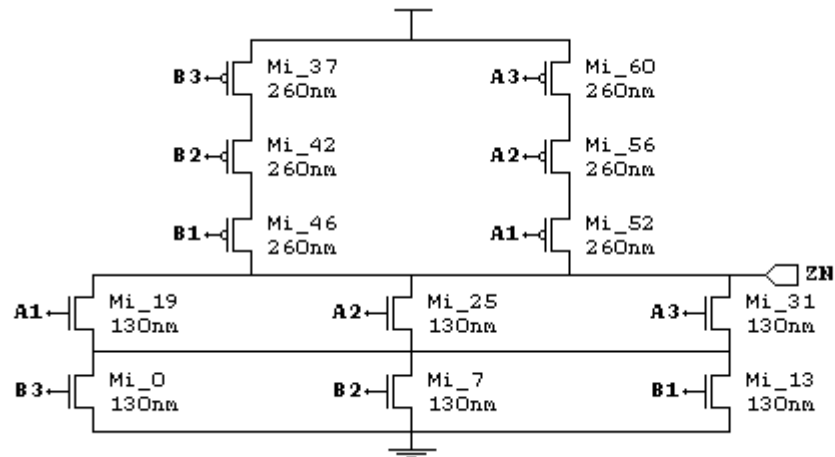 B3 Mi_37 A3 Mi_60
260nm 260nm
B2 Mi_42 A2 Mi_56
260nm 260nm
B1 Mi_46 A1 Mi_52
260nm 260nm
ZN
A1 Mi_19 A2 Mi_25 A3 Mi_31
130nm 130nm 130nm
B3 Mi_0 B2 Mi_7 B1 Mi_13
130nm 130nm 130nm